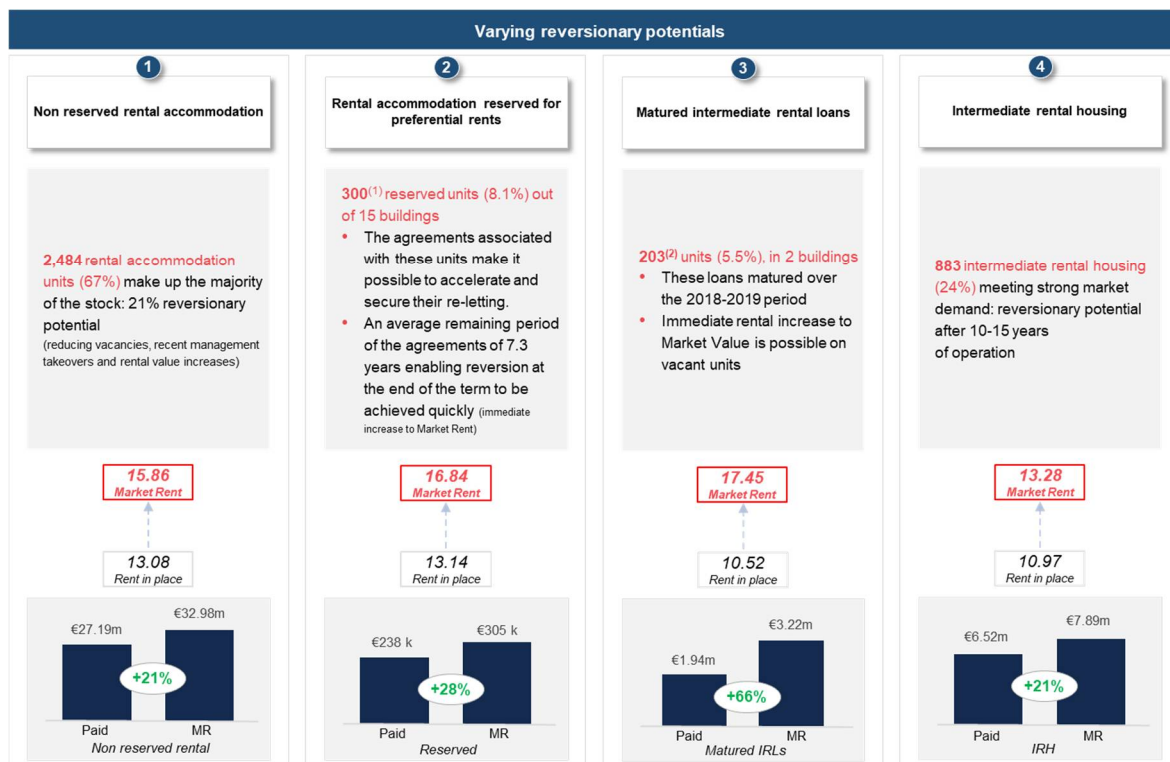 Varying reversionary potentials
1
Non reserved rental accommodation
2,484 rental accommodation
units (67%) make up the majority
of the stock: 21% reversionary
potential
(reducing vacancies, recent management
takeovers and rental value increases)
15.86
Market Rent
13.08
Rent in place
€27.19m
€32.98m
+21%
Paid
MR
Non reserved rental
2
Rental accommodation reserved for
preferential rents
300(1) reserved units (8.1%) out
of 15 buildings
• The agreements associated
with these units make it
possible to accelerate and
secure their re-letting.
• An average remaining period
of the agreements of 7.3
years enabling reversion at
the end of the term to be
achieved quickly (immediate
increase to Market Rent)
16.84
Market Rent
13.14
Rent in place
€238 k
€305 k
+28%
Paid
MR
Reserved
3
Matured intermediate rental loans
203(2) units (5.5%), in 2 buildings
• These loans matured over
the 2018-2019 period
• Immediate rental increase to
Market Value is possible on
vacant units
17.45
Market Rent
10.52
Rent in place
€1.94m
€3.22m
+66%
Paid
MR
Matured IRLs
4
Intermediate rental housing
883 intermediate rental housing
(24%) meeting strong market
demand: reversionary potential
after 10-15 years
of operation
13.28
Market Rent
10.97
Rent in place
€6.52m
€7.89m
+21%
Paid
MR
IRH